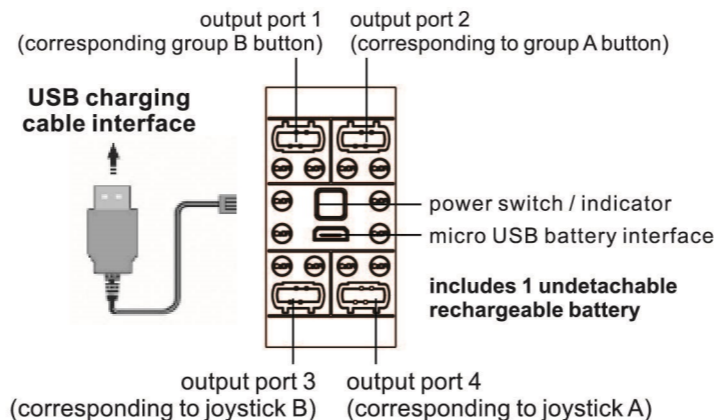 output port 1
(corresponding group B button)
output port 2
(corresponding to group A button)
USB charging
cable interface
power switch / indicator
micro USB battery interface
includes 1 undetachable
rechargeable battery
output port 3
(corresponding to joystick B)
output port 4
(corresponding to joystick A)